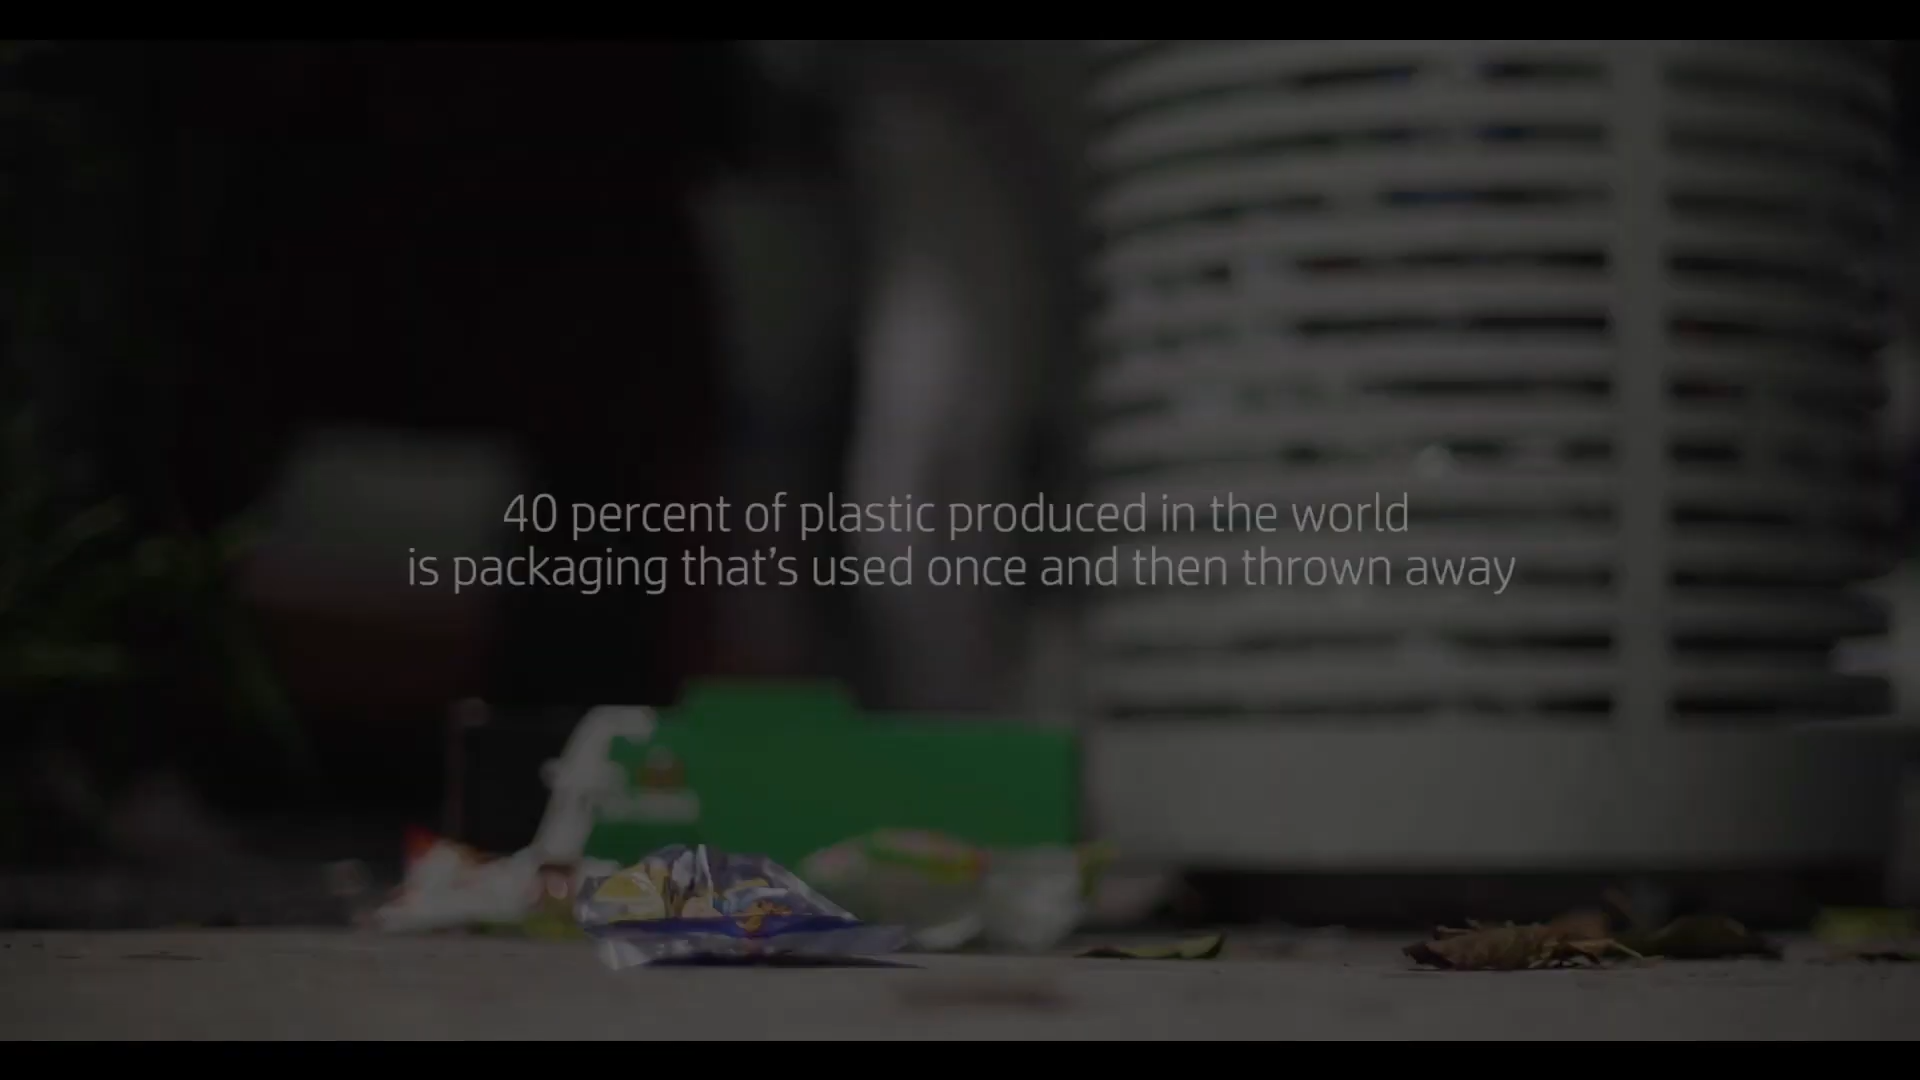 40 percent of plastic produced in the world
is packaging that's used once and then thrown away